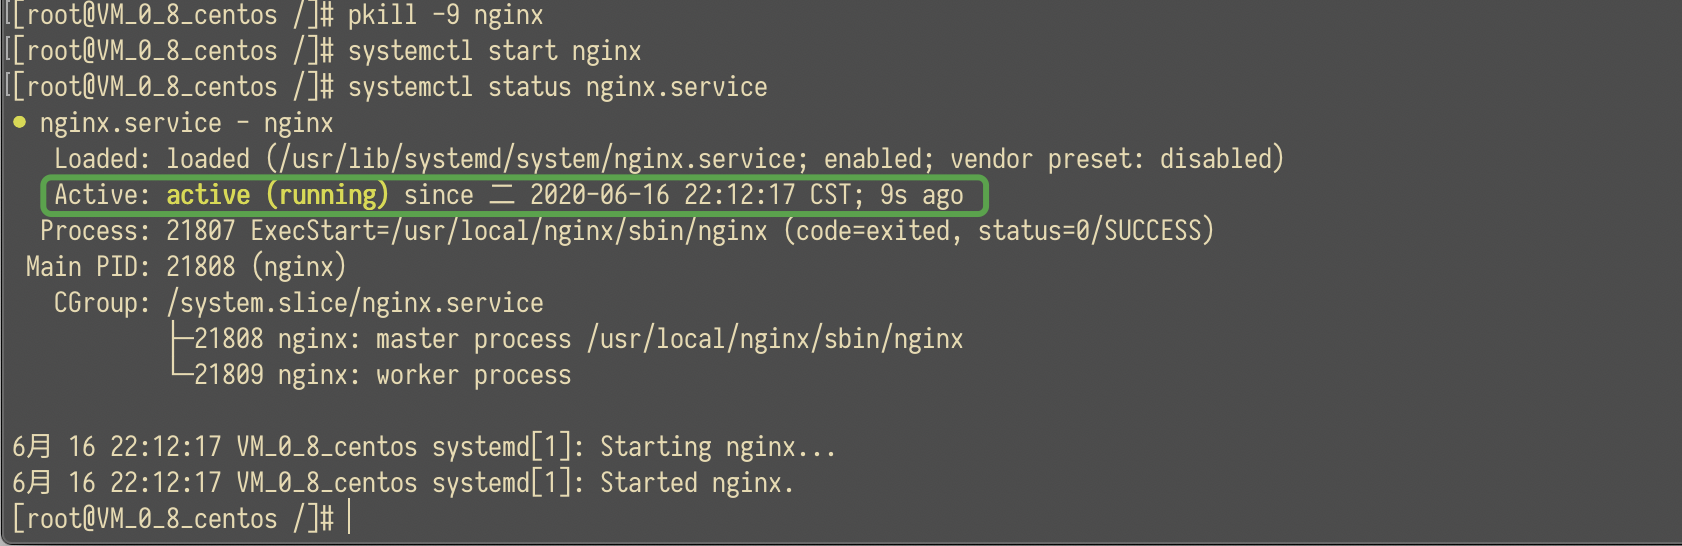 [root@VM_0_8_centos /]# pkill -9 nginx
[root@VM_0_8_centos /]# systemctl start nginx
[root@VM_0_8_centos /]# systemctl status nginx.service
● nginx.service - nginx
Loaded: loaded (/usr/lib/systemd/system/nginx.service; enabled; vendor preset: disabled)
Active: active (running) since 二 2020-06-16 22:12:17 CST; 9s ago
Process: 21807 ExecStart=/usr/local/nginx/sbin/nginx (code=exited, status=0/SUCCESS)
Main PID: 21808 (nginx)
CGroup: /system.slice/nginx.service
├─21808 nginx: master process /usr/local/nginx/sbin/nginx
└─21809 nginx: worker process
6月 16 22:12:17 VM_0_8_centos systemd[1]: Starting nginx...
6月 16 22:12:17 VM_0_8_centos systemd[1]: Started nginx.
[root@VM_0_8_centos /]#